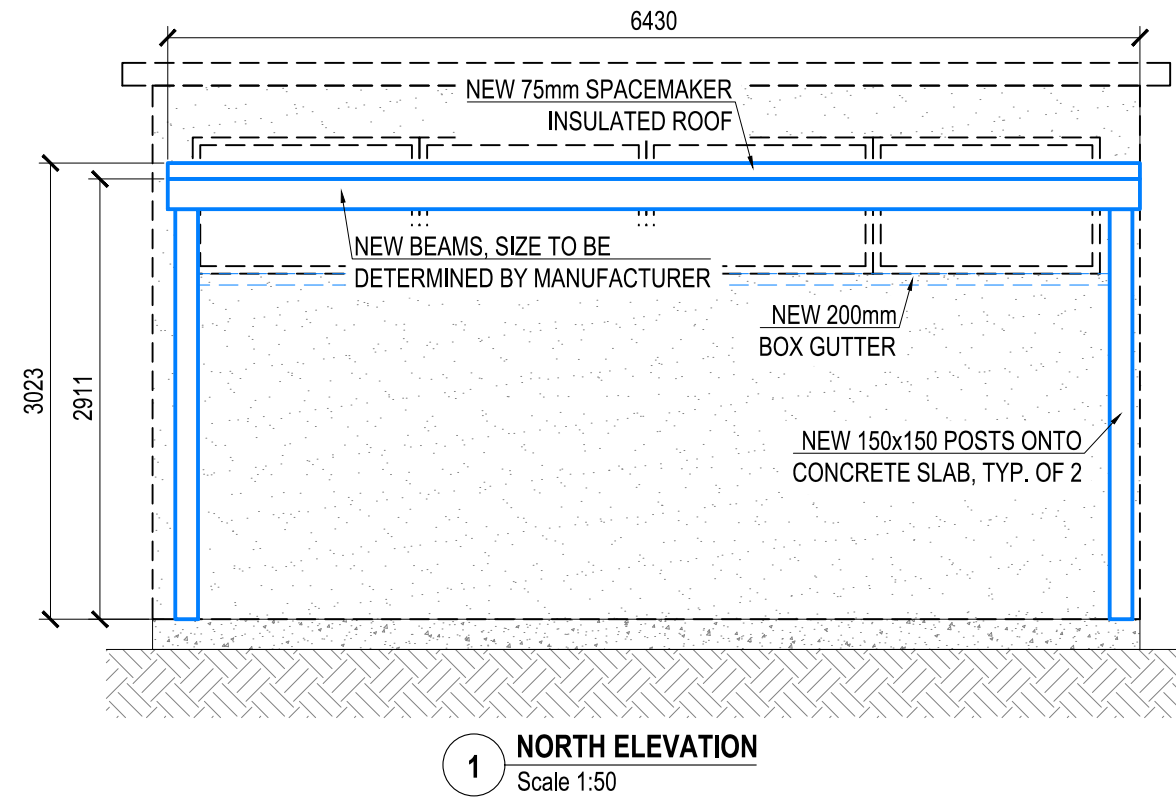 6430
NEW 75mm SPACEMAKER
INSULATED ROOF
NEW BEAMS, SIZE TO BE
DETERMINED BY MANUFACTURER
NEW 200mm
BOX GUTTER
3023
2911
NEW 150x150 POSTS ONTO
CONCRETE SLAB, TYP. OF 2
1
NORTH ELEVATION
Scale 1:50